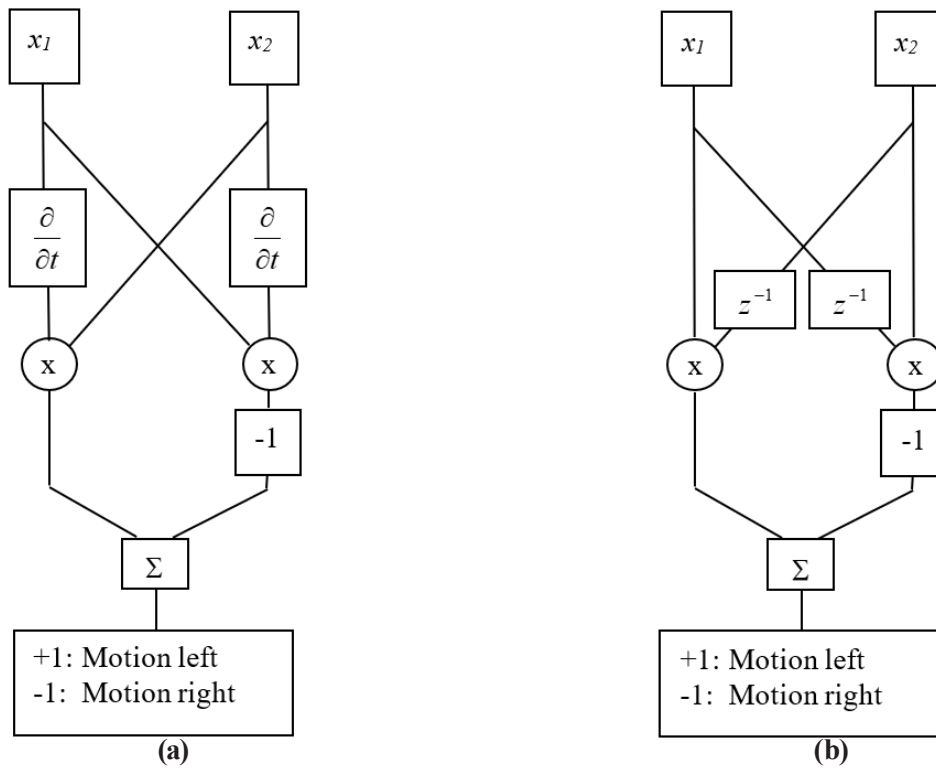 x₁ x₂
∂/∂t ∂/∂t
x x
-1
Σ
+1: Motion left
-1: Motion right
(a)
x₁ x₂
z⁻¹ z⁻¹
x x
-1
Σ
+1: Motion left
-1: Motion right
(b)